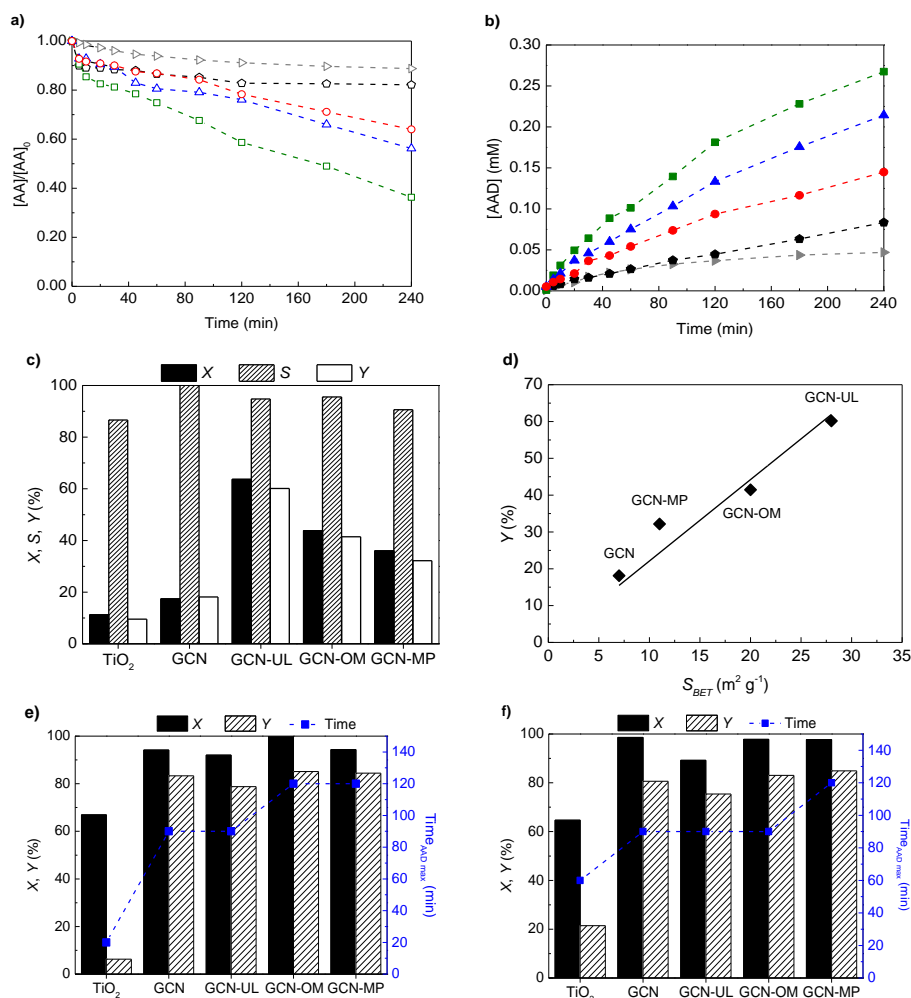 a)
1.00
0.80
0.60
0.40
0.20
0.00
[AA]/[AA]0
0 40 80 120 160 200 240
Time (min)
b)
0.30
0.25
0.20
0.15
0.10
0.05
0.00
[AAD] (mM)
0 40 80 120 160 200 240
Time (min)
c)
X S Y
100
80
60
40
20
0
X, S, Y (%)
TiO2 GCN GCN-UL GCN-OM GCN-MP
d)
70
60
50
40
30
20
10
0
Y (%)
GCN-UL
GCN-MP
GCN-OM
GCN
0 5 10 15 20 25 30 35
SBET (m2 g-1)
e)
X Y Time
100
80
60
40
20
0
X, Y (%)
140
120
100
80
60
40
20
0
TimeAAD max (min)
TiO2 GCN GCN-UL GCN-OM GCN-MP
f)
X Y Time
100
80
60
40
20
0
X, Y (%)
140
120
100
80
60
40
20
0
TimeAAD max (min)
TiO2 GCN GCN-UL GCN-OM GCN-MP